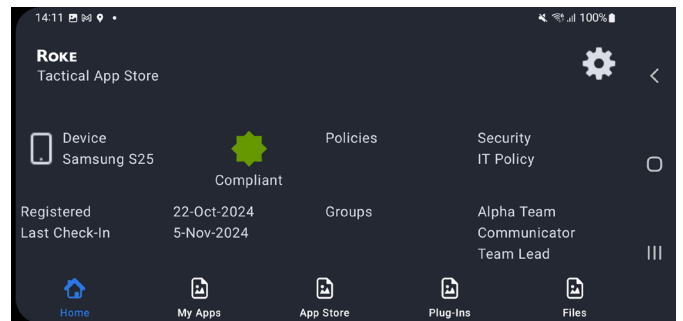 14:11 100%
ROKE
Tactical App Store
Device Policies Security
Samsung S25 IT Policy
Compliant
Registered 22-Oct-2024 Groups Alpha Team
Last Check-In 5-Nov-2024 Communicator
Team Lead
Home My Apps App Store Plug-Ins Files